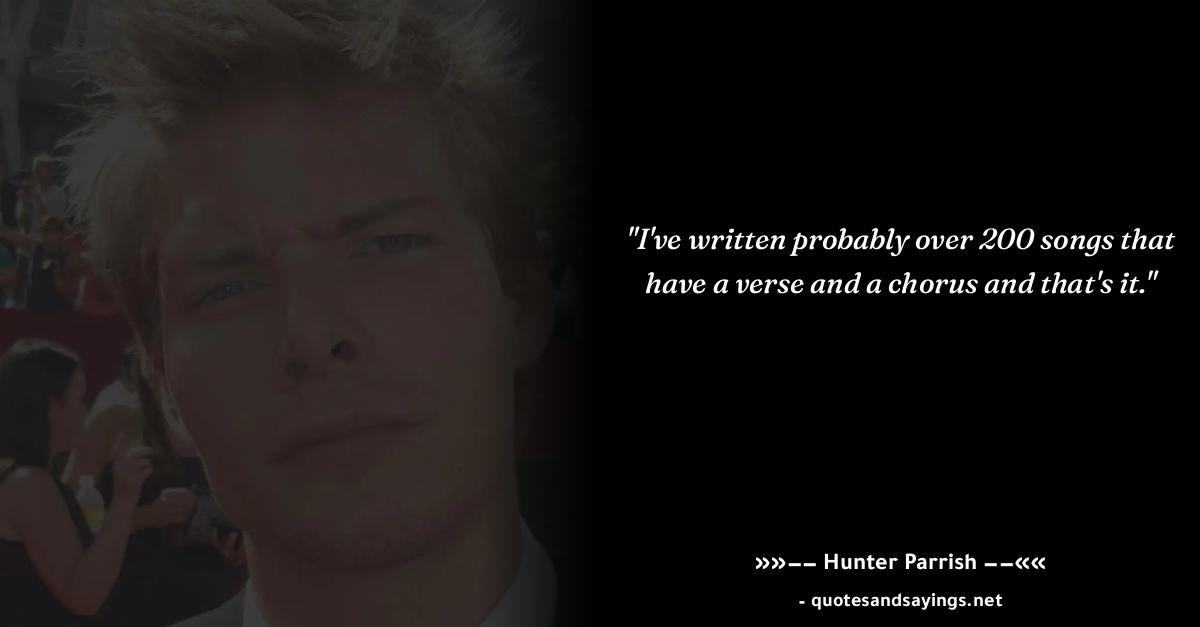 "I've written probably over 200 songs that
have a verse and a chorus and that's it."
»»−− Hunter Parrish −−««
- quotesandsayings.net